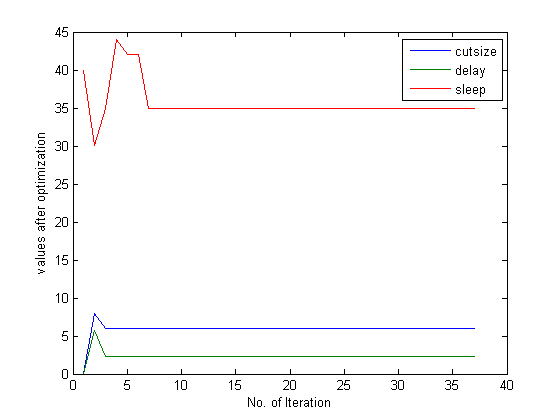 45
40
35
30
25
20
15
10
5
0
values after optimization
cutsize
delay
sleep
0 5 10 15 20 25 30 35 40
No. of Iteration